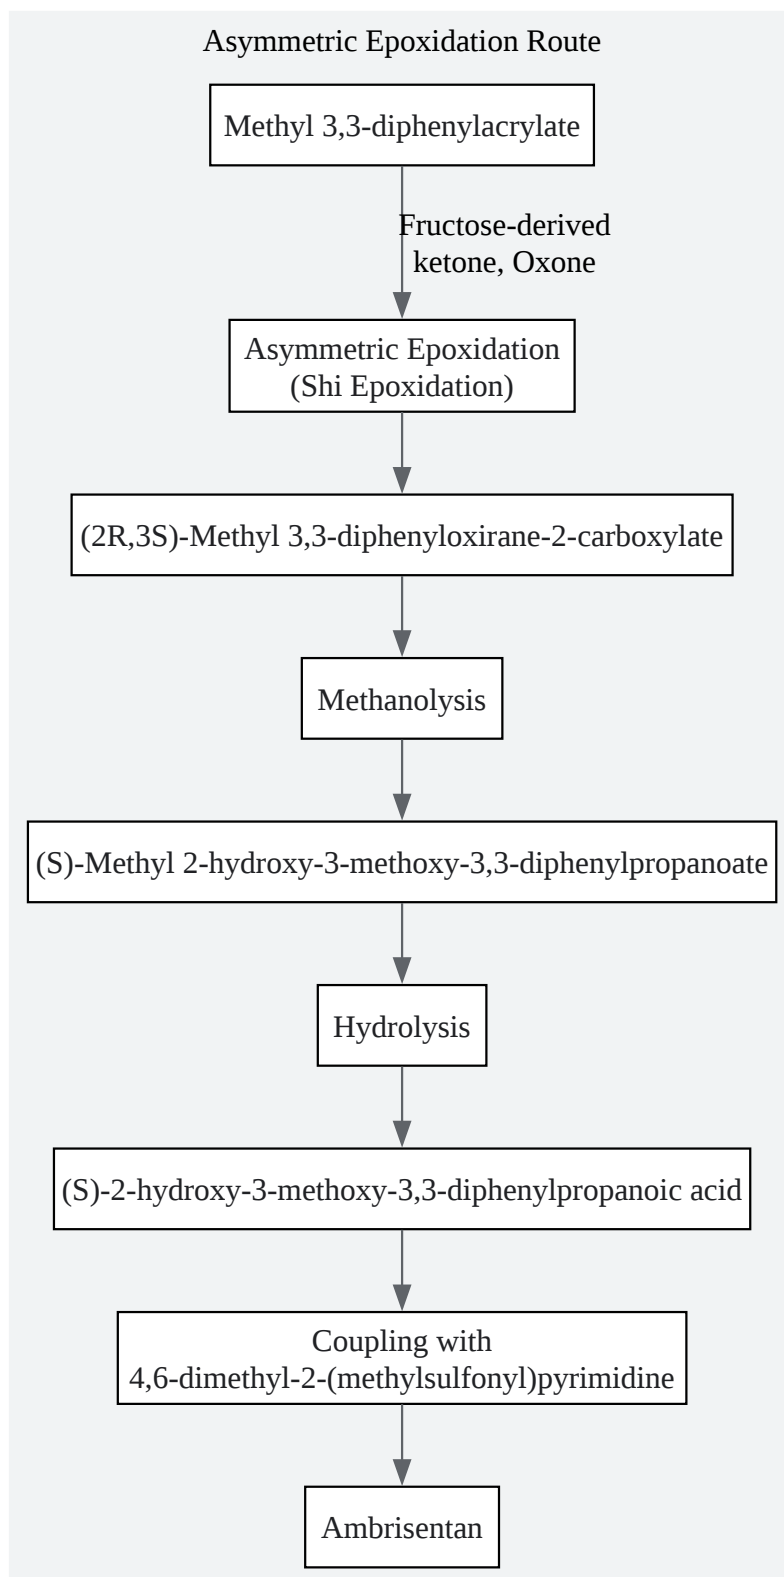 Asymmetric Epoxidation Route
Methyl 3,3-diphenylacrylate
Fructose-derived
ketone, Oxone
Asymmetric Epoxidation
(Shi Epoxidation)
(2R,3S)-Methyl 3,3-diphenyloxirane-2-carboxylate
Methanolysis
(S)-Methyl 2-hydroxy-3-methoxy-3,3-diphenylpropanoate
Hydrolysis
(S)-2-hydroxy-3-methoxy-3,3-diphenylpropanoic acid
Coupling with
4,6-dimethyl-2-(methylsulfonyl)pyrimidine
Ambrisentan